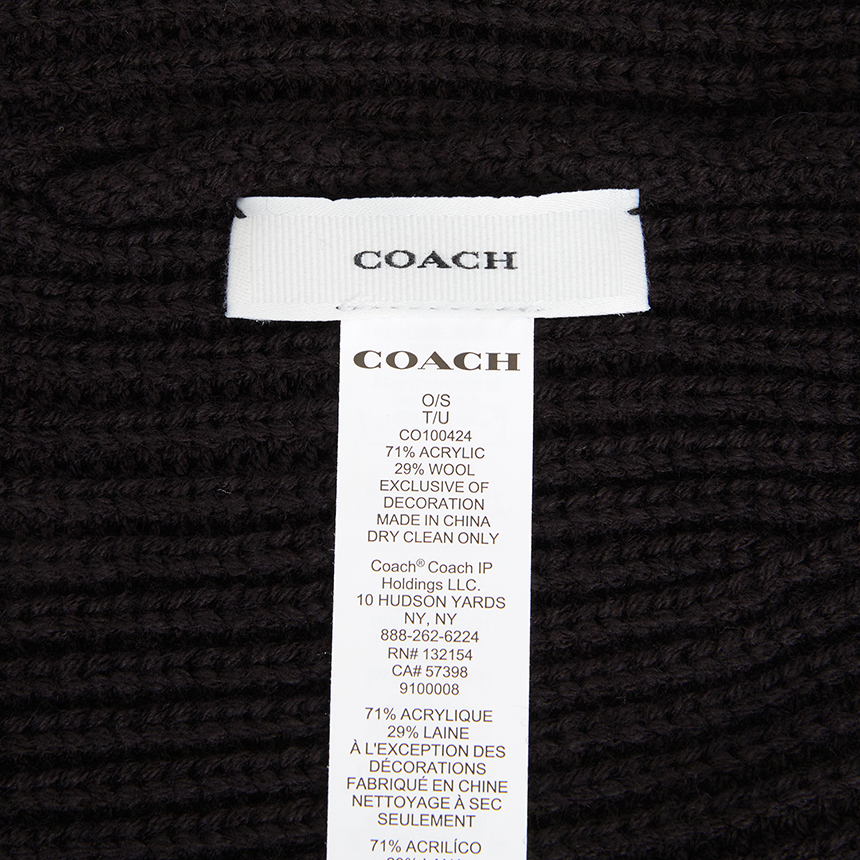 COACH
COACH
O/S
T/U
CO100424
71% ACRYLIC
29% WOOL
EXCLUSIVE OF
DECORATION
MADE IN CHINA
DRY CLEAN ONLY
Coach® Coach IP
Holdings LLC.
10 HUDSON YARDS
NY, NY
888-262-6224
RN# 132154
CA# 57398
9100008
71% ACRYLIQUE
29% LAINE
À L'EXCEPTION DES
DÉCORATIONS
FABRIQUÉ EN CHINE
NETTOYAGE À SEC
SEULEMENT
71% ACRILÍCO